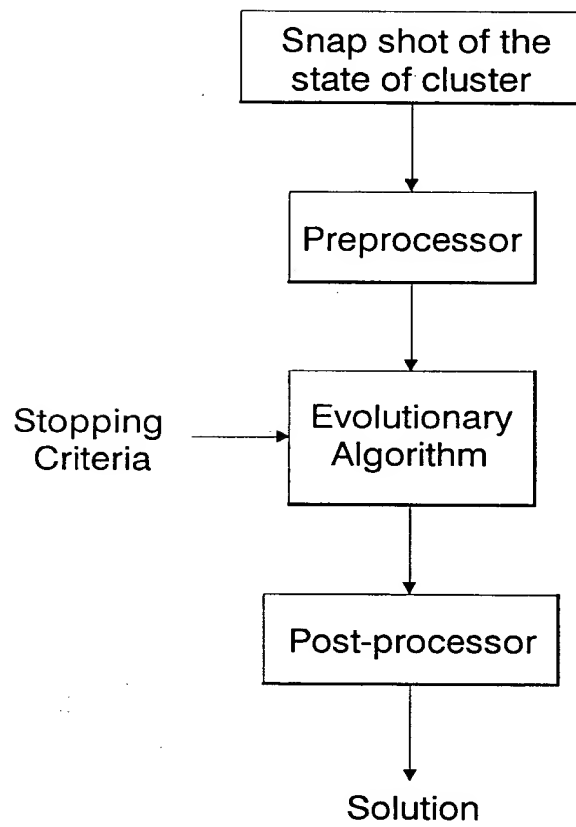 Snap shot of the
state of cluster
Preprocessor
Stopping
Criteria
Evolutionary
Algorithm
Post-processor
Solution